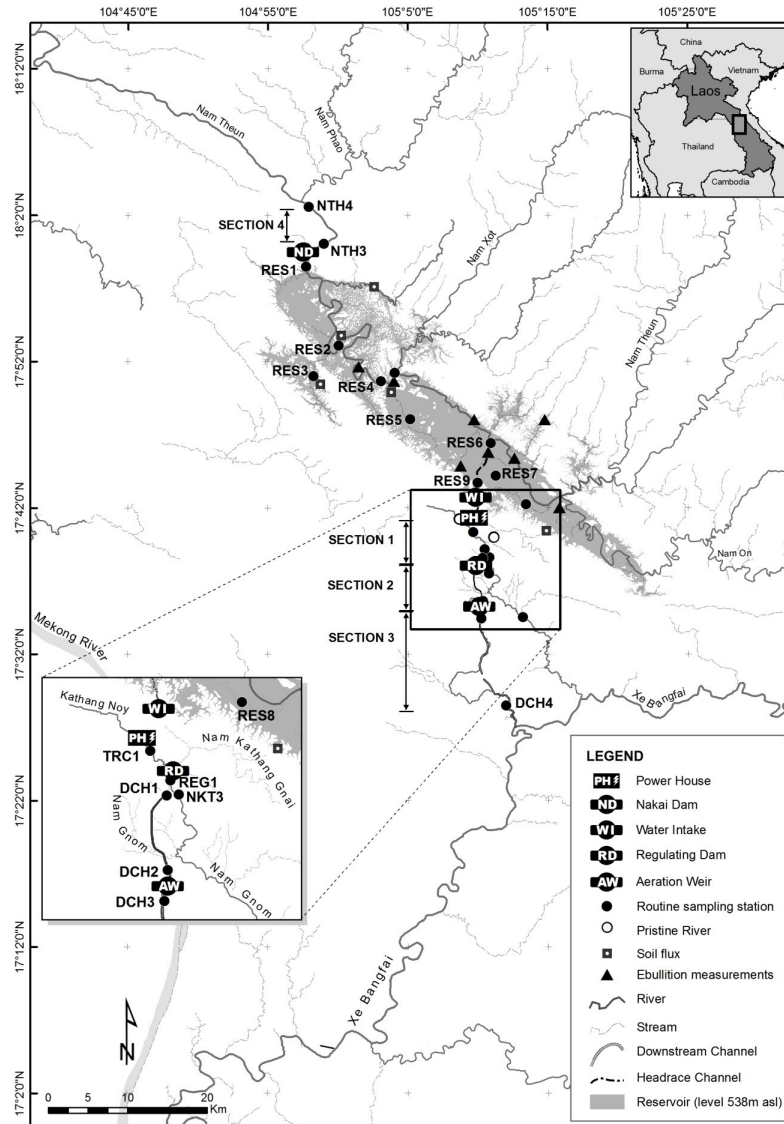 104°45'0"E
104°55'0"E
105°5'0"E
105°15'0"E
105°25'0"E
18°12'0"N
18°2'0"N
17°52'0"N
17°42'0"N
17°32'0"N
17°22'0"N
17°12'0"N
17°2'0"N
China
Burma
Vietnam
Laos
Thailand
Cambodia
Nam Theun
Nam Phao
NTH4
SECTION 4
NTH3
ND
RES1
Nam Xot
Nam Theun
RES2
RES3
RES4
RES5
RES6
RES7
RES9
WI
PH
SECTION 1
RD
Nam On
SECTION 2
AW
SECTION 3
Mekong River
DCH4
Xe Bangfai
Kathang Noy
WI
RES8
PH
Nam Kathang Gnai
TRC1
RD
REG1
DCH1
NKT3
Nam Gnom
Nam Gnom
DCH2
AW
DCH3
Xe Bangfai
N
0 5 10 20
Km
LEGEND
PH Power House
ND Nakai Dam
WI Water Intake
RD Regulating Dam
AW Aeration Weir
Routine sampling station
Pristine River
Soil flux
Ebullition measurements
River
Stream
Downstream Channel
Headrace Channel
Reservoir (level 538m asl)